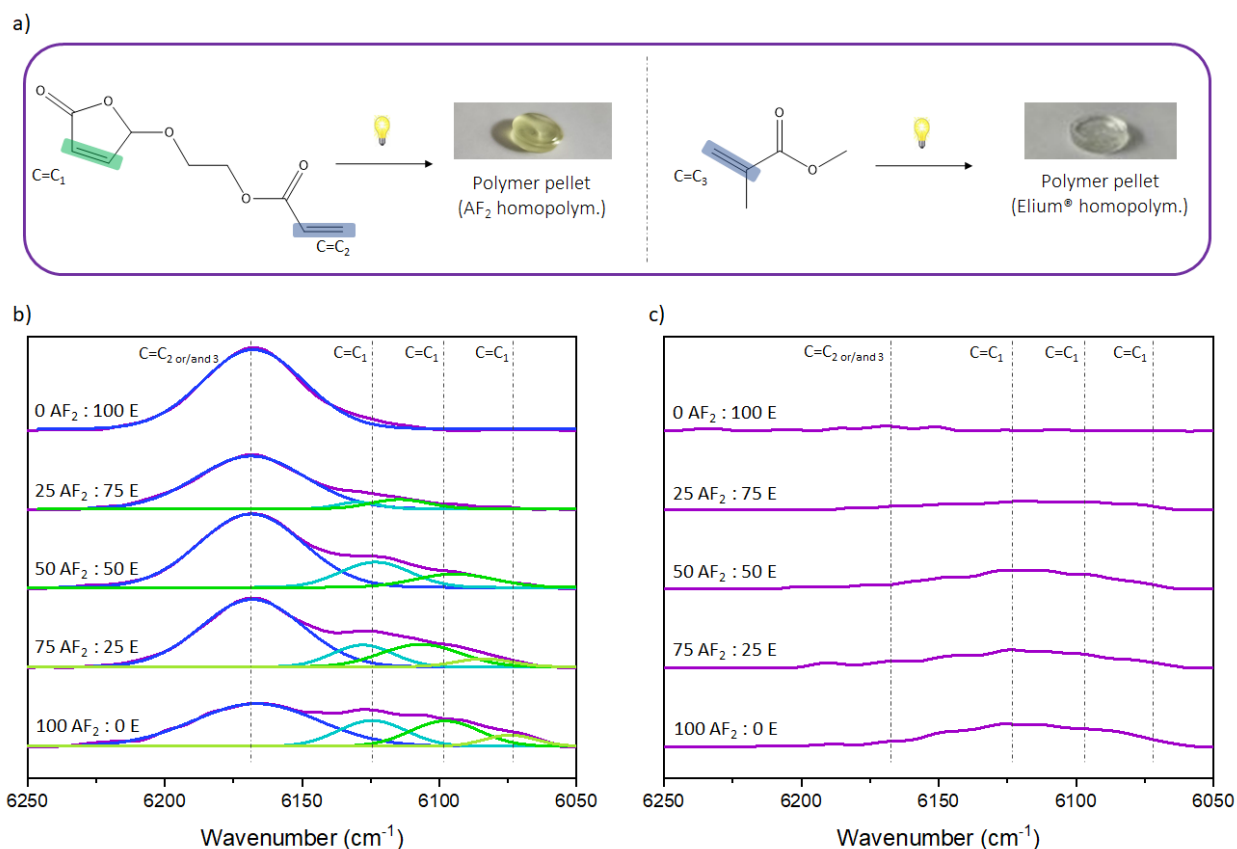 a)
O
O
O
O
O
O
C=C₁
C=C₂
Polymer pellet
(AF₂ homopolym.)
O
O
C=C₃
Polymer pellet
(Elium® homopolym.)
b)
C=C₂ or/and 3
C=C₁
C=C₁
C=C₁
0 AF₂ : 100 E
25 AF₂ : 75 E
50 AF₂ : 50 E
75 AF₂ : 25 E
100 AF₂ : 0 E
6250
6200
6150
6100
6050
Wavenumber (cm⁻¹)
c)
C=C₂ or/and 3
C=C₁
C=C₁
C=C₁
0 AF₂ : 100 E
25 AF₂ : 75 E
50 AF₂ : 50 E
75 AF₂ : 25 E
100 AF₂ : 0 E
6250
6200
6150
6100
6050
Wavenumber (cm⁻¹)